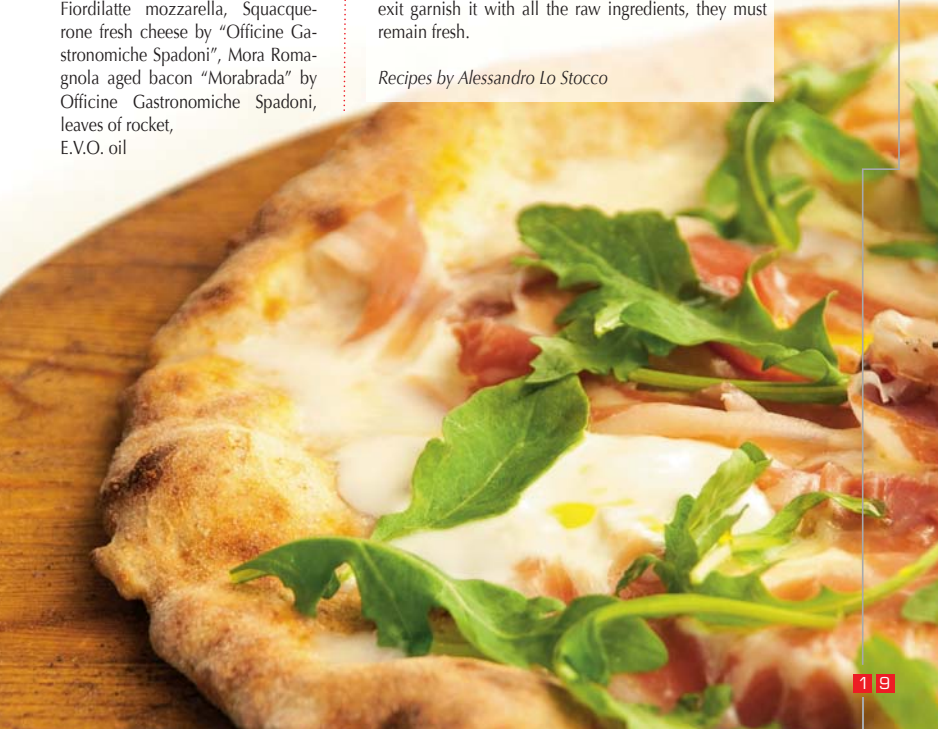 Fiordilatte mozzarella, Squacque-
rone fresh cheese by “Officine Ga-
stronomiche Spadoni”, Mora Roma-
gnola aged bacon “Morabrada” by
Officine Gastronomiche Spadoni,
leaves of rocket,
E.V.O. oil
exit garnish it with all the raw ingredients, they must
remain fresh.
Recipes by Alessandro Lo Stocco
19